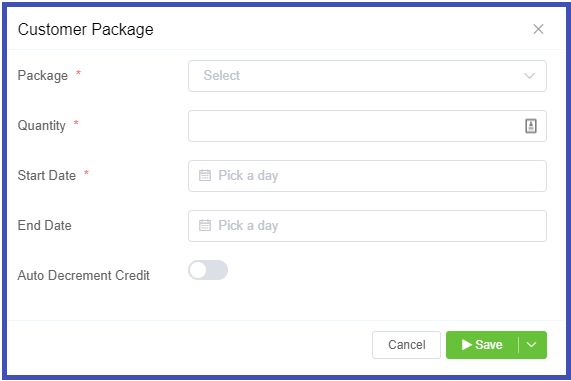 Customer Package
Package *
Select
Quantity *
Start Date *
Pick a day
End Date
Pick a day
Auto Decrement Credit
Cancel
Save